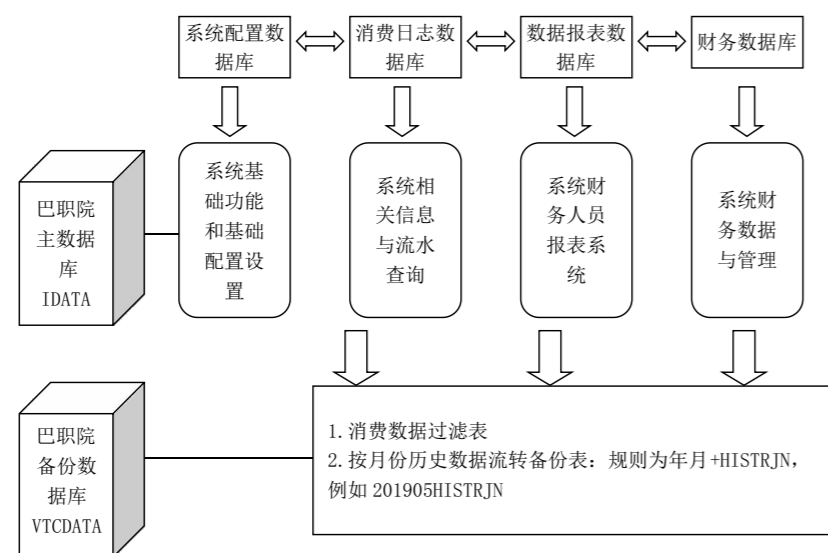 系统配置数
据库
消费日志数
据库
数据报表数
据库
财务数据库
巴职院
主数据
库
IDATA
系统基
础功能
和基础
配置设
置
系统相
关信息
与流水
查询
系统财
务人员
报表系
统
系统财
务数据
与管理
巴职院
备份数
据库
VTCDATA
1.消费数据过滤表
2.按月份历史数据流转备份表：规则为年月+HISTRJN，
例如 201905HISTRJN